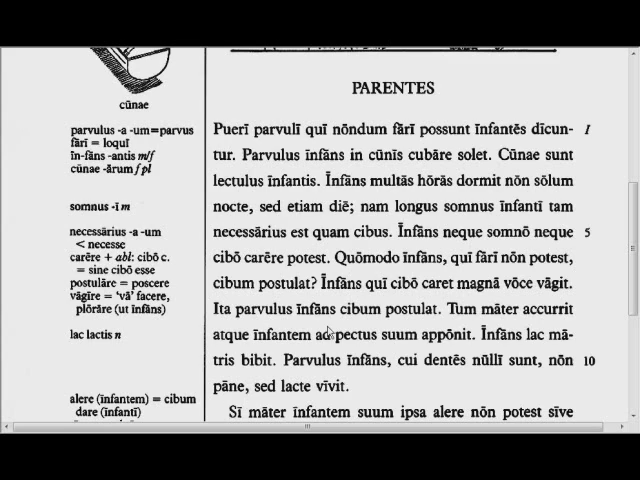 cūnae
parvulus -a -um=parvus
fārī = loquī
īn-fāns -antis m/f
cūnae -ārum f pl
somnus -ī m
necessārius -a -um
< necesse
carēre + abl: cibō c.
= sine cibō esse
postulāre = poscere
vāgīre = 'vā' facere,
plōrāre (ut īnfāns)
lac lactis n
alere (īnfantem) = cibum
dare (īnfantī)
PARENTES
Puerī parvulī quī nōndum fārī possunt īnfantēs dīcun- I
tur. Parvulus īnfāns in cūnīs cubāre solet. Cūnae sunt
lectulus īnfantis. Īnfāns multās hōrās dormit nōn sōlum
nocte, sed etiam diē; nam longus somnus īnfantī tam
necessārius est quam cibus. Īnfāns neque somnō neque 5
cibō carēre potest. Quōmodo īnfāns, quī fārī nōn potest,
cibum postulat? Īnfāns quī cibō caret magnā vōce vāgit.
Ita parvulus īnfāns cibum postulat. Tum māter accurrit
atque īnfantem ad pectus suum appōnit. Īnfāns lac mā-
tris bibit. Parvulus īnfāns, cui dentēs nūllī sunt, nōn 10
pāne, sed lacte vīvit.
Sī māter īnfantem suum ipsa alere nōn potest sīve